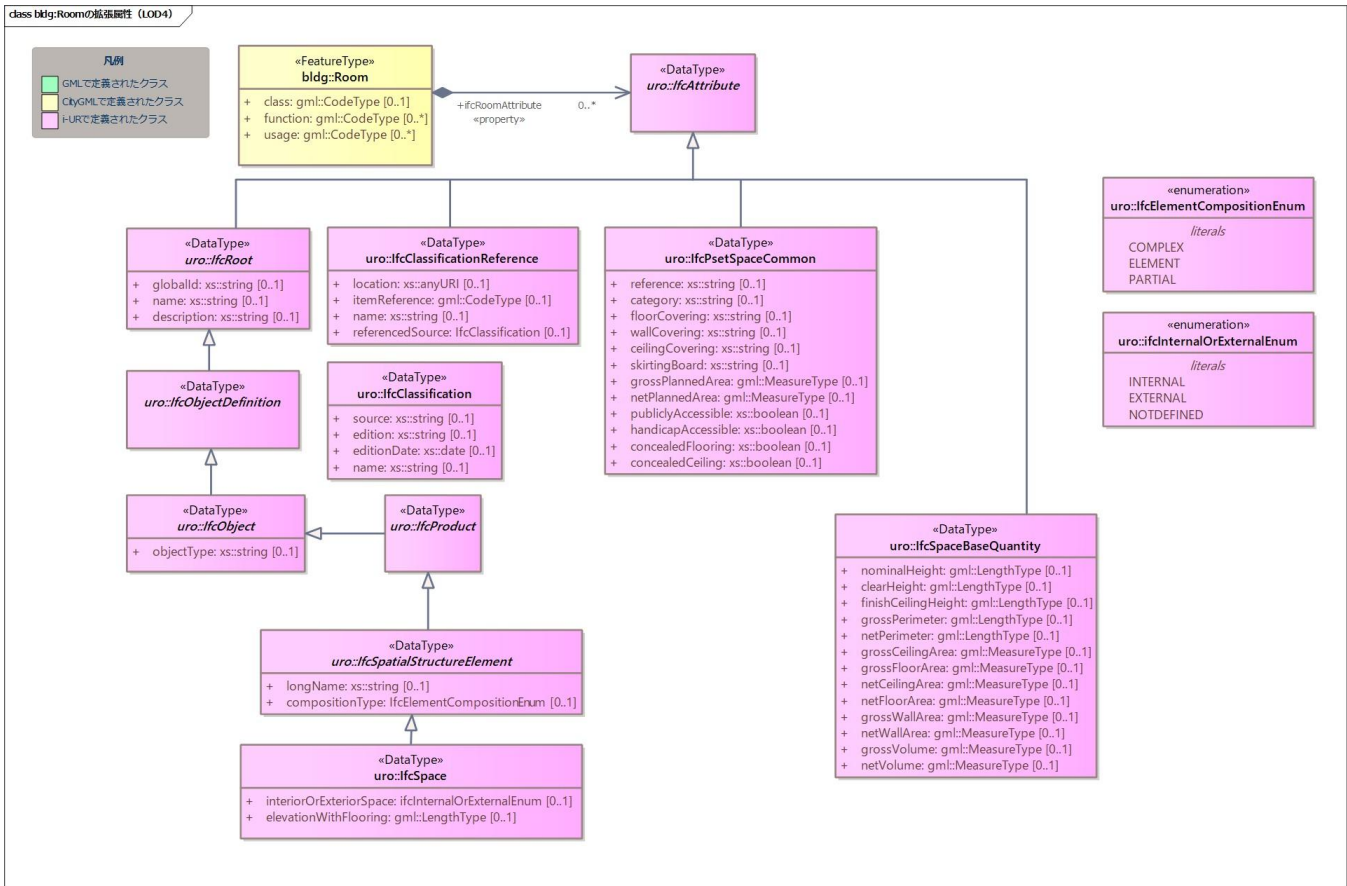 class bldg:Roomの拡張属性（LOD4）
凡例
GMLで定義されたクラス
CityGMLで定義されたクラス
i-URで定義されたクラス
«FeatureType»
bldg::Room
+ class: gml::CodeType [0..1]
+ function: gml::CodeType [0..*]
+ usage: gml::CodeType [0..*]
+ifcRoomAttribute 0..*
«property»
«DataType»
uro::IfcAttribute
«DataType»
uro::IfcRoot
+ globalId: xs::string [0..1]
+ name: xs::string [0..1]
+ description: xs::string [0..1]
«DataType»
uro::IfcClassificationReference
+ location: xs::anyURI [0..1]
+ itemReference: gml::CodeType [0..1]
+ name: xs::string [0..1]
+ referencedSource: IfcClassification [0..1]
«DataType»
uro::IfcPsetSpaceCommon
+ reference: xs::string [0..1]
+ category: xs::string [0..1]
+ floorCovering: xs::string [0..1]
+ wallCovering: xs::string [0..1]
+ ceilingCovering: xs::string [0..1]
+ skirtingBoard: xs::string [0..1]
+ grossPlannedArea: gml::MeasureType [0..1]
+ netPlannedArea: gml::MeasureType [0..1]
+ publiclyAccessible: xs::boolean [0..1]
+ handicapAccessible: xs::boolean [0..1]
+ concealedFlooring: xs::boolean [0..1]
+ concealedCeiling: xs::boolean [0..1]
«enumeration»
uro::IfcElementCompositionEnum
literals
COMPLEX
ELEMENT
PARTIAL
«enumeration»
uro::ifcInternalOrExternalEnum
literals
INTERNAL
EXTERNAL
NOTDEFINED
«DataType»
uro::IfcObjectDefinition
«DataType»
uro::IfcClassification
+ source: xs::string [0..1]
+ edition: xs::string [0..1]
+ editionDate: xs::date [0..1]
+ name: xs::string [0..1]
«DataType»
uro::IfcObject
+ objectType: xs::string [0..1]
«DataType»
uro::IfcProduct
«DataType»
uro::IfcSpaceBaseQuantity
+ nominalHeight: gml::LengthType [0..1]
+ clearHeight: gml::LengthType [0..1]
+ finishCeilingHeight: gml::LengthType [0..1]
+ grossPerimeter: gml::LengthType [0..1]
+ netPerimeter: gml::LengthType [0..1]
+ grossCeilingArea: gml::MeasureType [0..1]
+ grossFloorArea: gml::MeasureType [0..1]
+ netCeilingArea: gml::MeasureType [0..1]
+ netFloorArea: gml::MeasureType [0..1]
+ grossWallArea: gml::MeasureType [0..1]
+ netWallArea: gml::MeasureType [0..1]
+ grossVolume: gml::MeasureType [0..1]
+ netVolume: gml::MeasureType [0..1]
«DataType»
uro::IfcSpatialStructureElement
+ longName: xs::string [0..1]
+ compositionType: IfcElementCompositionEnum [0..1]
«DataType»
uro::IfcSpace
+ interiorOrExteriorSpace: ifcInternalOrExternalEnum [0..1]
+ elevationWithFlooring: gml::LengthType [0..1]